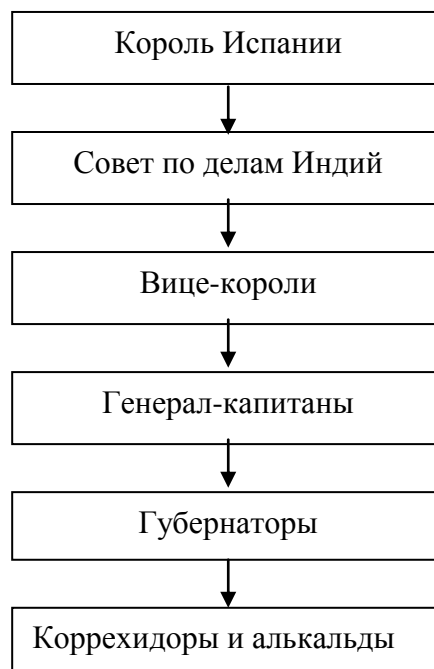 Король Испании
Совет по делам Индий
Вице-короли
Генерал-капитаны
Губернаторы
Коррехидоры и алькальды